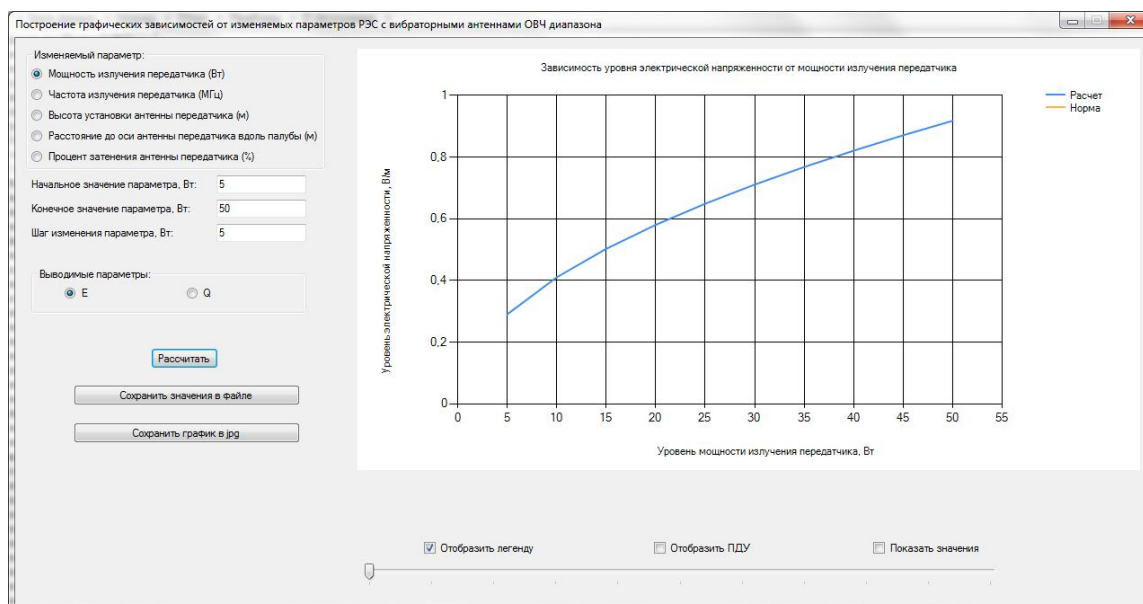 Построение графических зависимостей от изменяемых параметров РЭС с вибраторными антеннами ОВЧ диапазона
Изменяемый параметр:
Мощность излучения передатчика (Вт)
Частота излучения передатчика (МГц)
Высота установки антенны передатчика (м)
Расстояние до оси антенны передатчика вдоль палубы (м)
Процент затенения антенны передатчика (%)
Начальное значение параметра, Вт: 5
Конечное значение параметра, Вт: 50
Шаг изменения параметра, Вт: 5
Выводимые параметры:
E Q
Рассчитать
Сохранить значения в файле
Сохранить график в jpg
Зависимость уровня электрической напряженности от мощности излучения передатчика
Расчет
Норма
Уровень электрической напряженности, В/м
1
0,8
0,6
0,4
0,2
0
0 5 10 15 20 25 30 35 40 45 50 55
Уровень мощности излучения передатчика, Вт
Отобразить легенду Отобразить ПДУ Показать значения